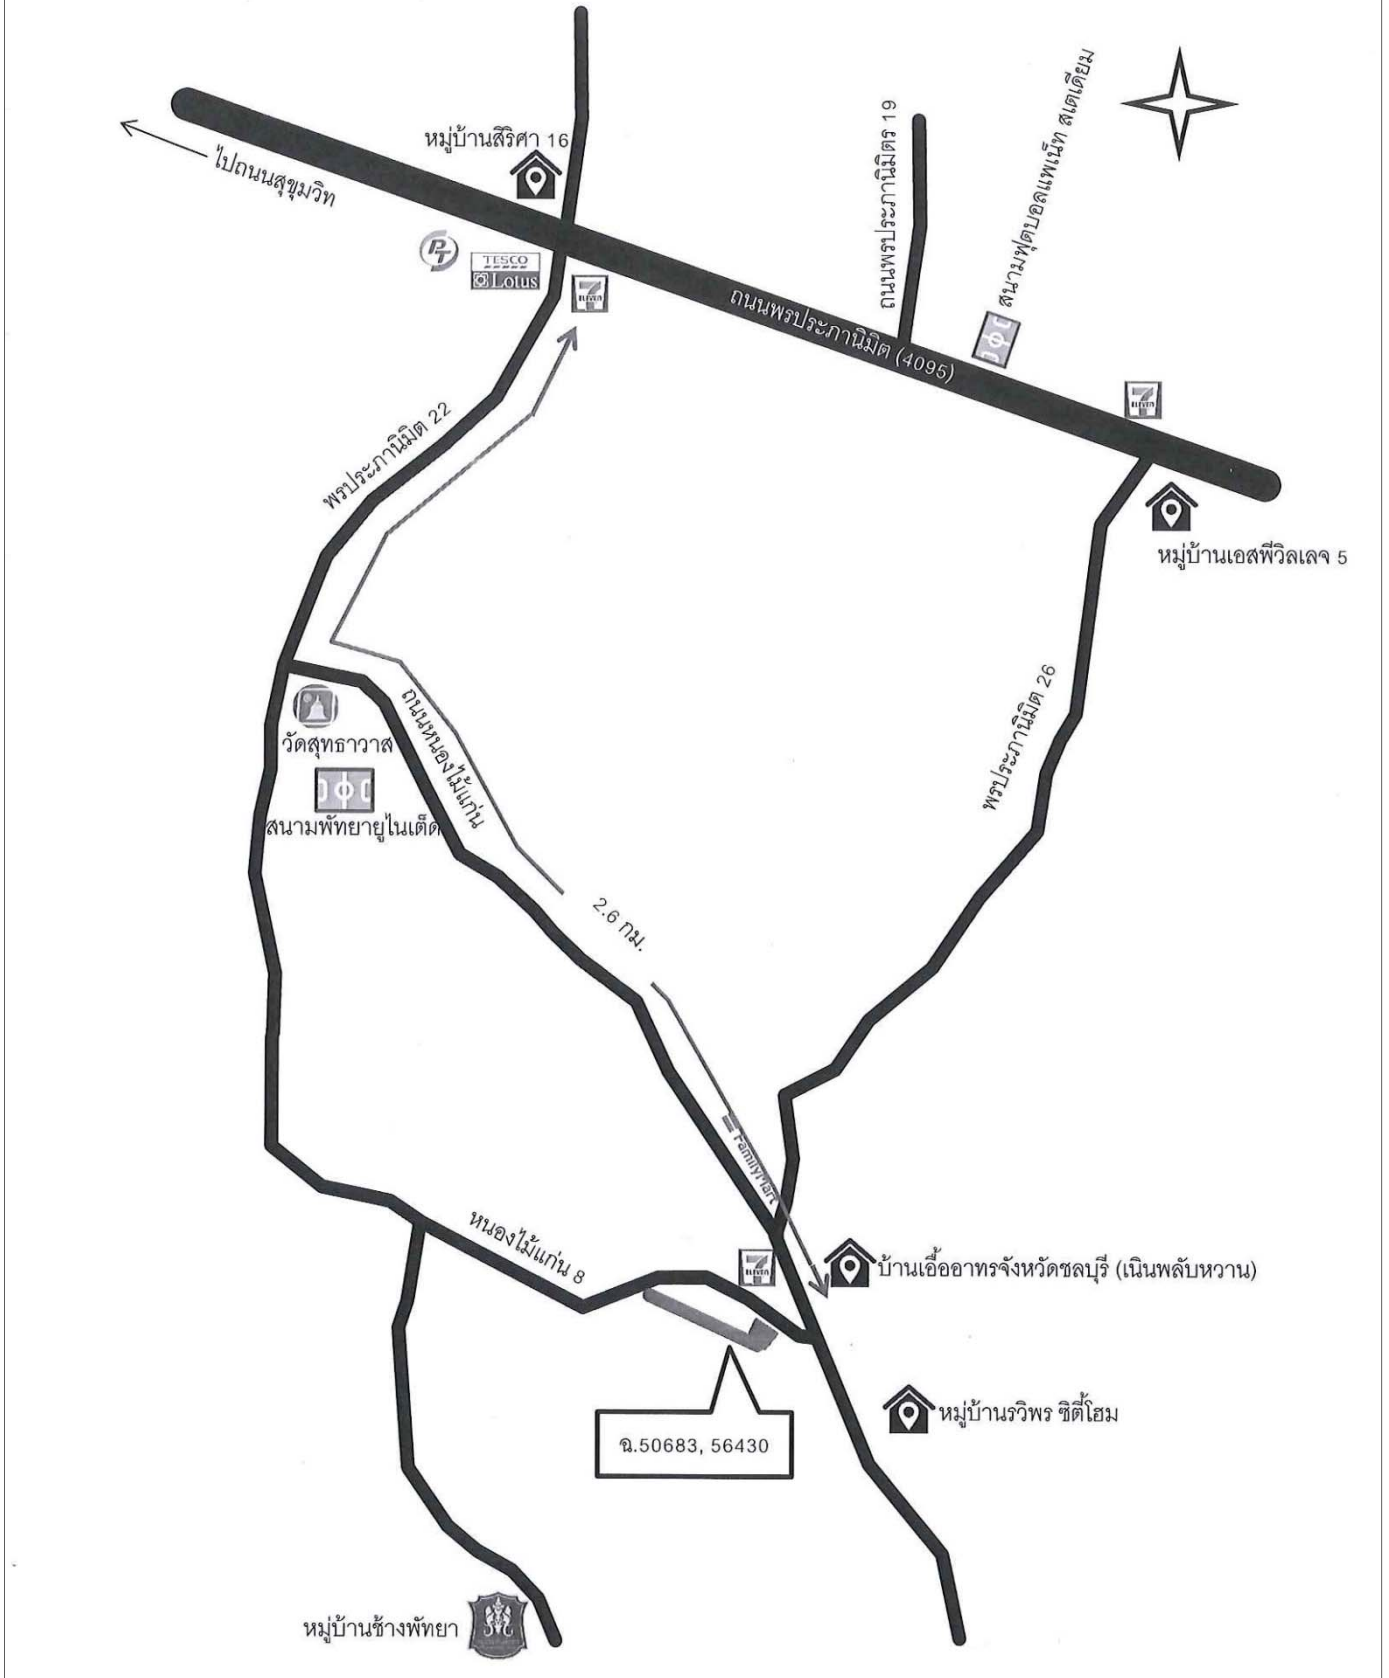 หมู่บ้านสิริศา 16
ไปถนนสุขุมวิท
PT
TESCO
Lotus
7
ELEVEN
ถนนพรประภานิมิตร 19
สนามฟุตบอลแพเน็ท สเตเดียม
ถนนพรประภานิมิต (4095)
7
ELEVEN
หมู่บ้านเอสพีวิลเลจ 5
พรประภานิมิต 22
พรประภานิมิต 26
วัดสุทธาวาส
สนามพัทยายูไนเต็ด
ถนนหนองไม้แก่น
2.6 กม.
FamilyMart
หนองไม้แก่น 8
7
ELEVEN
บ้านเอื้ออาทรจังหวัดชลบุรี (เนินพลับหวาน)
หมู่บ้านรวิพร ซิตี้โฮม
ฉ.50683, 56430
หมู่บ้านช้างพัทยา